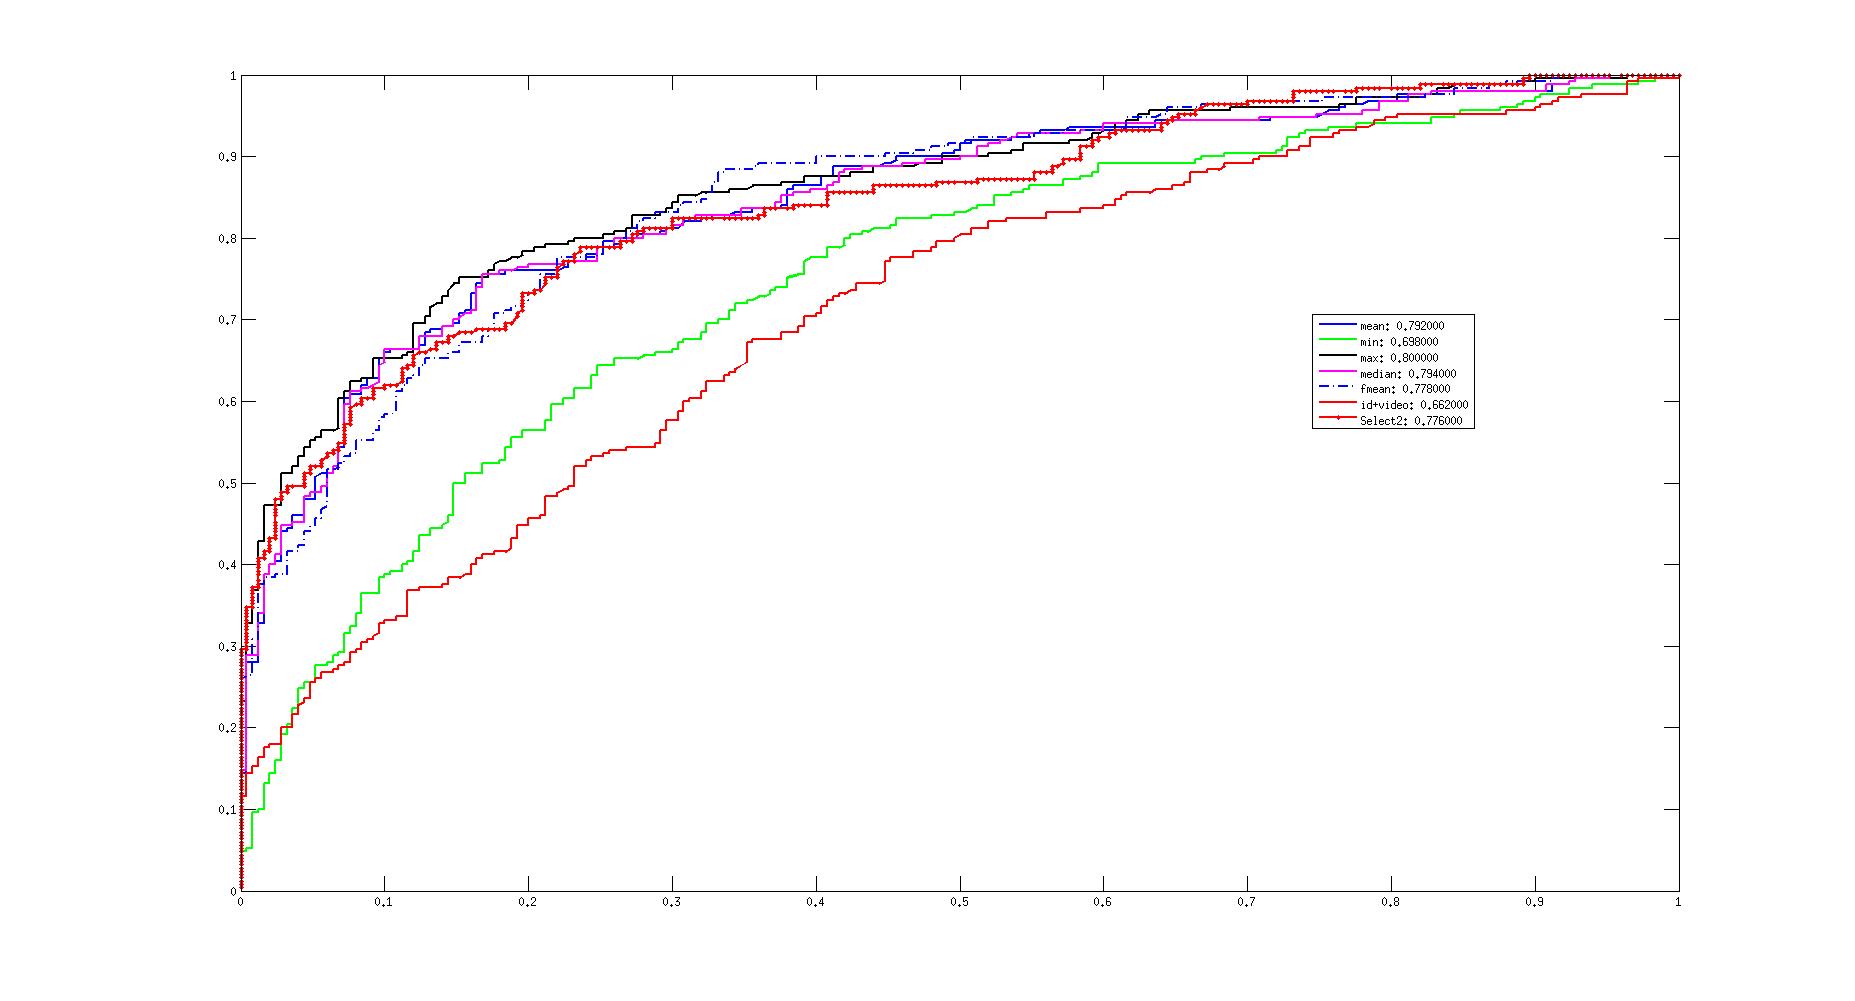 1
0.9
0.8
0.7
0.6
0.5
0.4
0.3
0.2
0.1
0
0 0.1 0.2 0.3 0.4 0.5 0.6 0.7 0.8 0.9 1
mean: 0.792000
min: 0.698000
max: 0.800000
median: 0.794000
fmean: 0.778000
id+video: 0.662000
Select2: 0.776000